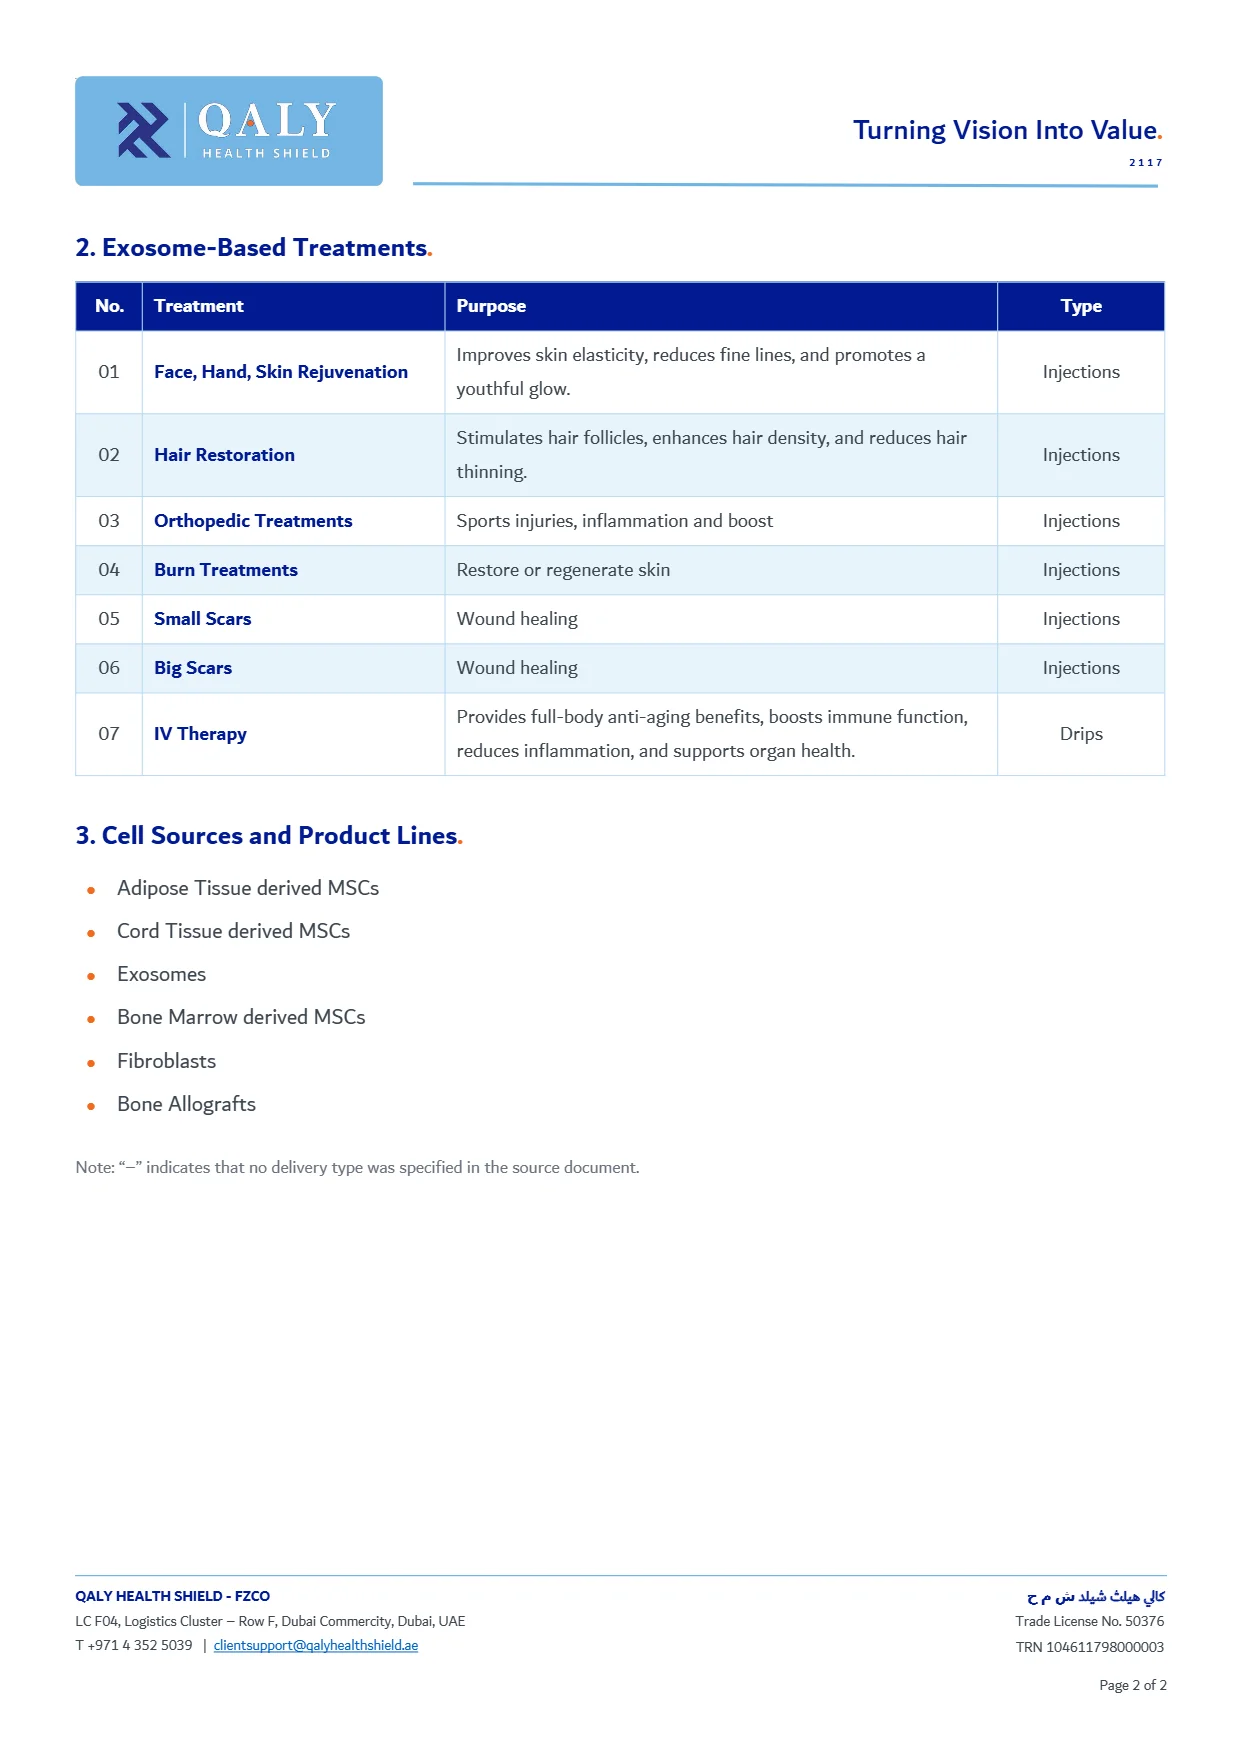 QALY
HEALTH SHIELD
Turning Vision Into Value.
2117
2. Exosome-Based Treatments.
No. Treatment Purpose Type
01 Face, Hand, Skin Rejuvenation Improves skin elasticity, reduces fine lines, and promotes a
youthful glow. Injections
02 Hair Restoration Stimulates hair follicles, enhances hair density, and reduces hair
thinning. Injections
03 Orthopedic Treatments Sports injuries, inflammation and boost Injections
04 Burn Treatments Restore or regenerate skin Injections
05 Small Scars Wound healing Injections
06 Big Scars Wound healing Injections
07 IV Therapy Provides full-body anti-aging benefits, boosts immune function,
reduces inflammation, and supports organ health. Drips
3. Cell Sources and Product Lines.
• Adipose Tissue derived MSCs
• Cord Tissue derived MSCs
• Exosomes
• Bone Marrow derived MSCs
• Fibroblasts
• Bone Allografts
Note: “–” indicates that no delivery type was specified in the source document.
QALY HEALTH SHIELD - FZCO
LC F04, Logistics Cluster – Row F, Dubai Commercity, Dubai, UAE
T +971 4 352 5039 | clientsupport@qalyhealthshield.ae
كالي هيلث شيلد ش م ح
Trade License No. 50376
TRN 104611798000003
Page 2 of 2